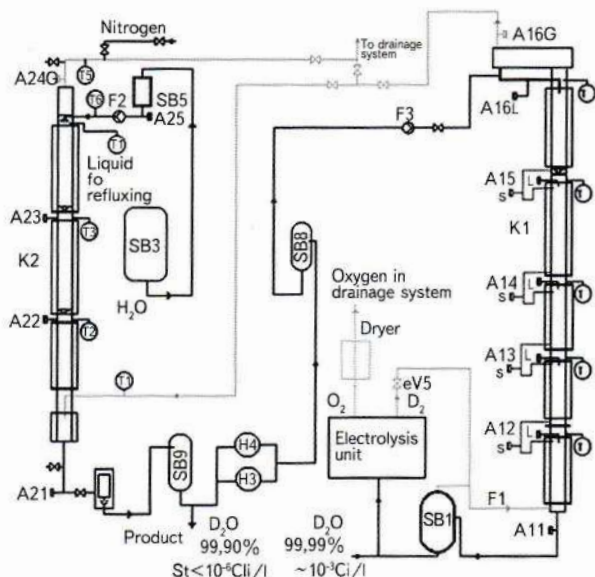 Nitrogen
To drainage
system
A16G
A24G
T5
T6
F2
SB5
A25
F3
A16L
T
T1
Liquid
fo
refluxing
A15
L
S
T
A23
T3
K2
SB3
SB8
K1
H₂O
Oxygen in
drainage system
A14
L
S
T
A22
T2
Dryer
A13
L
S
T
T1
eV5
O₂
D₂
A12
L
S
T
Electrolysis
unit
H4
H3
SB9
A21
SB1
F1
A11
Product
D₂O
99,90%
St<10⁻⁶Cli/l
D₂O
99,99%
~10⁻³Ci/l